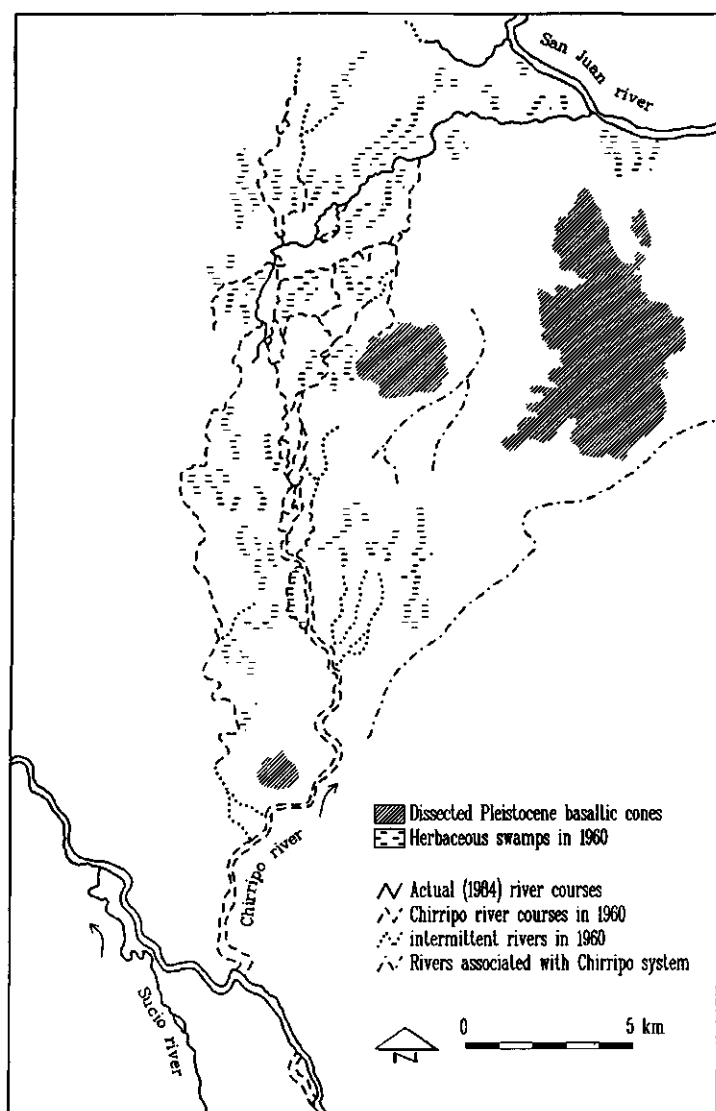 San Juan river
Chirripo river
Sucio river
Dissected Pleistocene basaltic cones
Herbaceous swamps in 1960
Actual (1984) river courses
Chirripo river courses in 1960
intermittent rivers in 1960
Rivers associated with Chirripo system
N
0 5 km